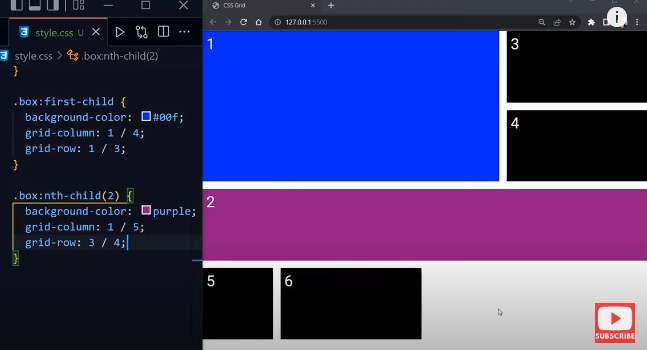 style.css U
style.css > .box:nth-child(2)
}
.box:first-child {
background-color: #00f;
grid-column: 1 / 4;
grid-row: 1 / 3;
}
.box:nth-child(2) {
background-color: purple;
grid-column: 1 / 5;
grid-row: 3 / 4;
}
CSS Grid
127.0.0.1:5500
i
1
3
4
2
5
6
SUBSCRIBE